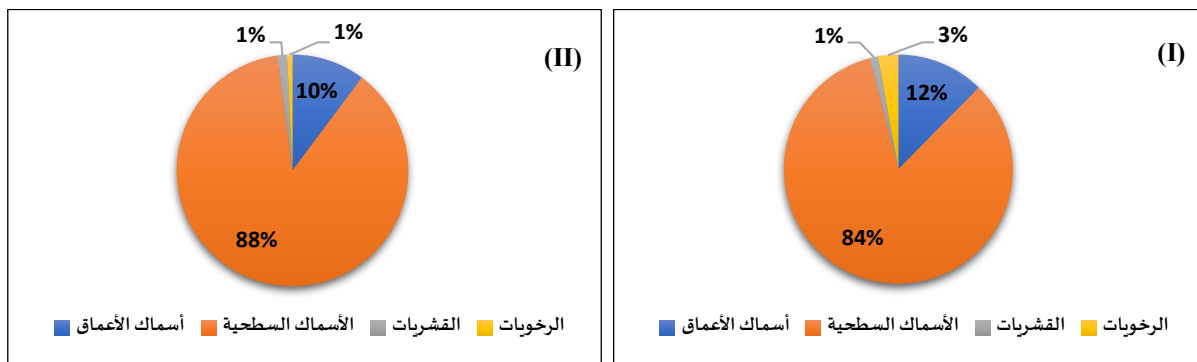 (I)
3%
1%
12%
84%
أسماك الأعماق
الأسماك السطحية
القشريات
الرخويات
(II)
1%
1%
10%
88%
أسماك الأعماق
الأسماك السطحية
القشريات
الرخويات